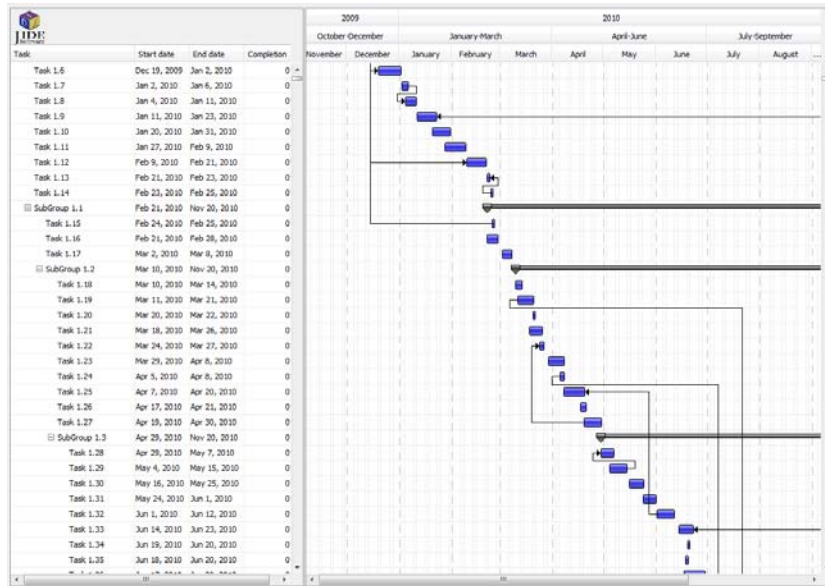 JIDE
2009 2010
October-December January-March April-June July-September
Task Start date End date Completion November December January February March April May June July August ...
Task 1.6 Dec 19, 2009 Jan 2, 2010 0
Task 1.7 Jan 2, 2010 Jan 6, 2010 0
Task 1.8 Jan 4, 2010 Jan 11, 2010 0
Task 1.9 Jan 11, 2010 Jan 23, 2010 0
Task 1.10 Jan 20, 2010 Jan 31, 2010 0
Task 1.11 Jan 27, 2010 Feb 9, 2010 0
Task 1.12 Feb 9, 2010 Feb 21, 2010 0
Task 1.13 Feb 21, 2010 Feb 23, 2010 0
Task 1.14 Feb 23, 2010 Feb 25, 2010 0
SubGroup 1.1 Feb 21, 2010 Nov 20, 2010 0
Task 1.15 Feb 24, 2010 Feb 25, 2010 0
Task 1.16 Feb 21, 2010 Feb 28, 2010 0
Task 1.17 Mar 2, 2010 Mar 8, 2010 0
SubGroup 1.2 Mar 10, 2010 Nov 20, 2010 0
Task 1.18 Mar 10, 2010 Mar 14, 2010 0
Task 1.19 Mar 11, 2010 Mar 21, 2010 0
Task 1.20 Mar 20, 2010 Mar 22, 2010 0
Task 1.21 Mar 18, 2010 Mar 26, 2010 0
Task 1.22 Mar 24, 2010 Mar 27, 2010 0
Task 1.23 Mar 29, 2010 Apr 8, 2010 0
Task 1.24 Apr 5, 2010 Apr 8, 2010 0
Task 1.25 Apr 7, 2010 Apr 20, 2010 0
Task 1.26 Apr 17, 2010 Apr 21, 2010 0
Task 1.27 Apr 19, 2010 Apr 30, 2010 0
SubGroup 1.3 Apr 29, 2010 Nov 20, 2010 0
Task 1.28 Apr 29, 2010 May 7, 2010 0
Task 1.29 May 4, 2010 May 15, 2010 0
Task 1.30 May 16, 2010 May 25, 2010 0
Task 1.31 May 24, 2010 Jun 1, 2010 0
Task 1.32 Jun 1, 2010 Jun 12, 2010 0
Task 1.33 Jun 14, 2010 Jun 23, 2010 0
Task 1.34 Jun 19, 2010 Jun 20, 2010 0
Task 1.35 Jun 18, 2010 Jun 20, 2010 0